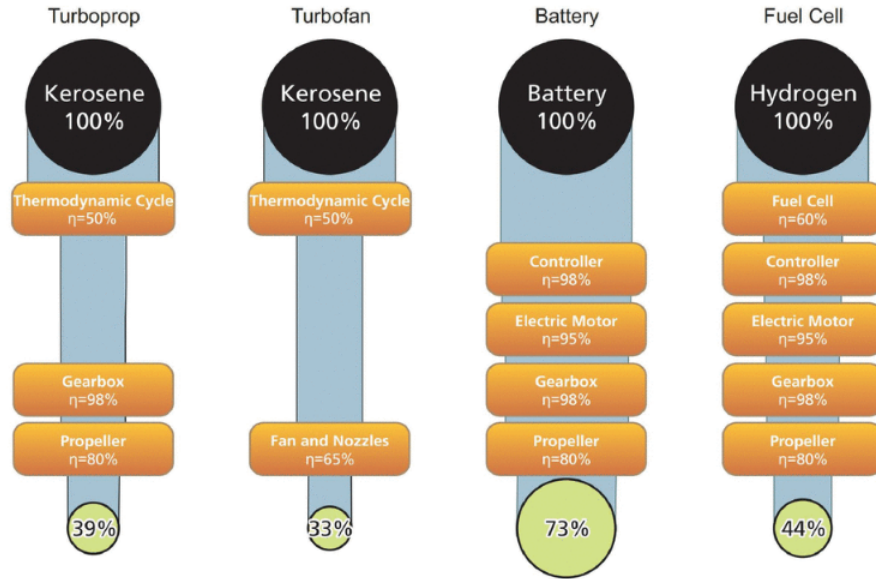 Turboprop
Kerosene
100%
Thermodynamic Cycle
η=50%
Gearbox
η=98%
Propeller
η=80%
39%
Turbofan
Kerosene
100%
Thermodynamic Cycle
η=50%
Fan and Nozzles
η=65%
33%
Battery
Battery
100%
Controller
η=98%
Electric Motor
η=95%
Gearbox
η=98%
Propeller
η=80%
73%
Fuel Cell
Hydrogen
100%
Fuel Cell
η=60%
Controller
η=98%
Electric Motor
η=95%
Gearbox
η=98%
Propeller
η=80%
44%